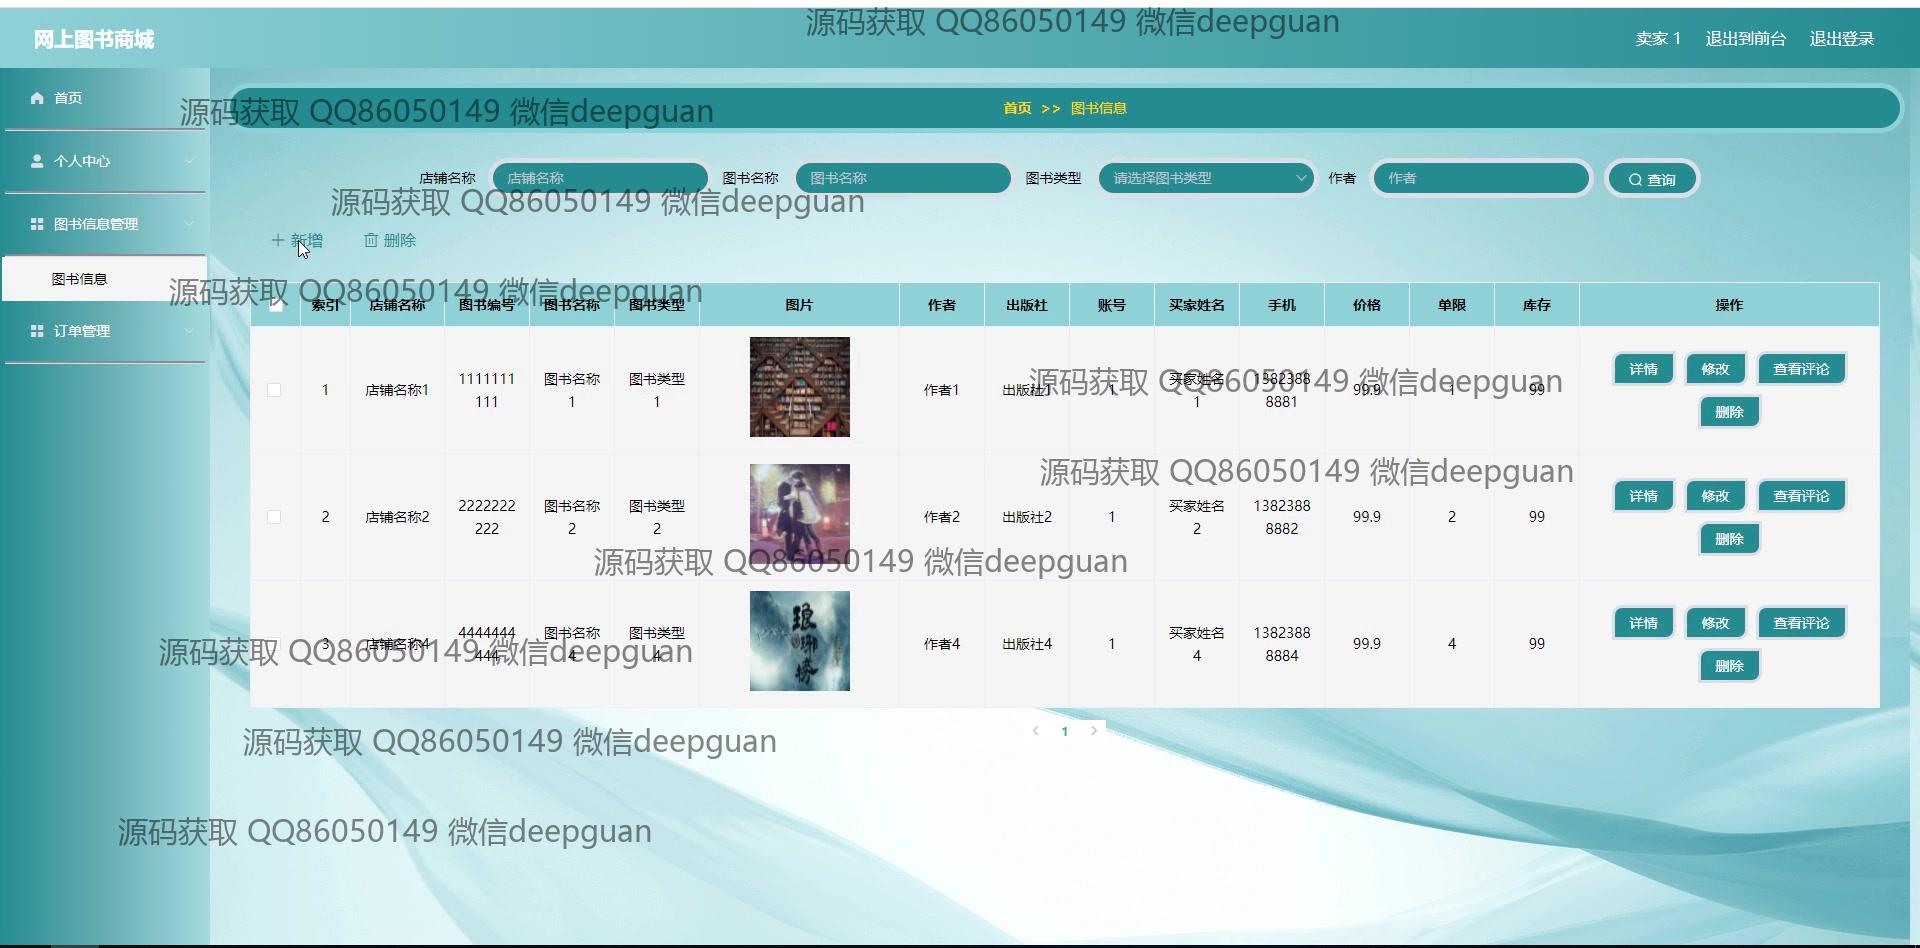 源码获取 QQ86050149 微信deepguan
网上图书商城
卖家 1 退出到前台 退出登录
首页
源码获取 QQ86050149 微信deepguan
首页 >> 图书信息
个人中心
店铺名称 店铺名称 图书名称 图书名称 图书类型 请选择图书类型 作者 作者 查询
源码获取 QQ86050149 微信deepguan
图书信息管理
新增 删除
图书信息
源码获取 QQ86050149 微信deepguan
索引 店铺名称 图书编号 图书名称 图书类型 图片 作者 出版社 账号 买家姓名 手机 价格 单限 库存 操作
订单管理
1 店铺名称1 1111111 图书名称 图书类型 作者1 出版社1 1 买家姓名 1382388 99.9 1 99 详情 修改 查看评论
111 1 1 1 8881 删除
源码获取 QQ86050149 微信deepguan
源码获取 QQ86050149 微信deepguan
2 店铺名称2 2222222 图书名称 图书类型 作者2 出版社2 1 买家姓名 1382388 99.9 2 99 详情 修改 查看评论
222 2 2 2 8882 删除
源码获取 QQ86050149 微信deepguan
琅琊榜
3 店铺名称4 4444444 图书名称 图书类型 作者4 出版社4 1 买家姓名 1382388 99.9 4 99 详情 修改 查看评论
444 4 4 4 8884 删除
源码获取 QQ86050149 微信deepguan
1
源码获取 QQ86050149 微信deepguan
源码获取 QQ86050149 微信deepguan